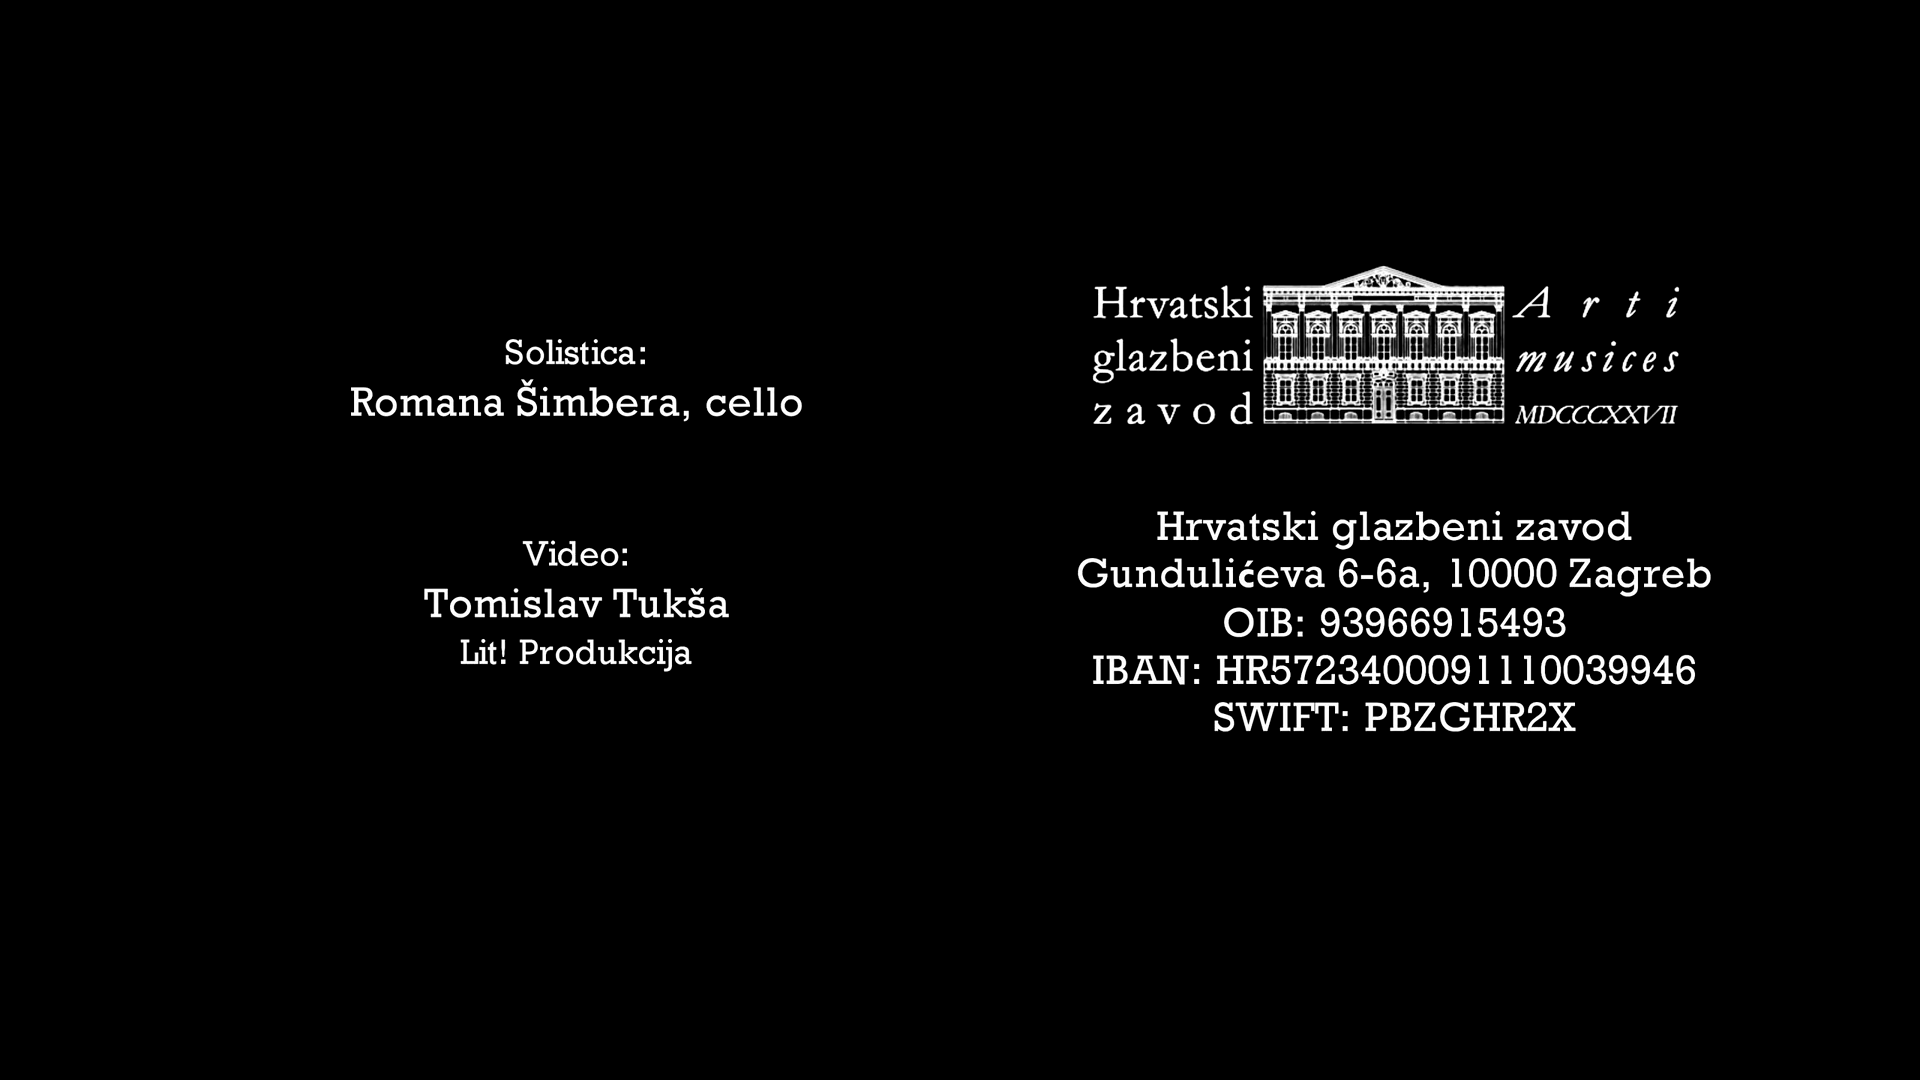 Solistica:
Romana Šimbera, cello
Video:
Tomislav Tukša
Lit! Produkcija
Hrvatski
glazbeni
zavod
Arti
musices
MDCCCXXVII
Hrvatski glazbeni zavod
Gundulićeva 6-6a, 10000 Zagreb
OIB: 93966915493
IBAN: HR5723400091110039946
SWIFT: PBZGHR2X